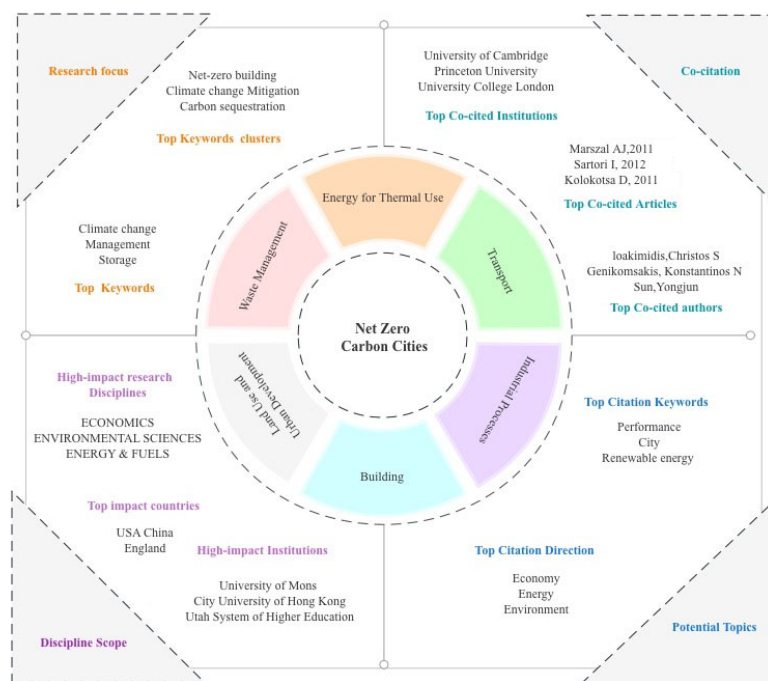 Research focus
Net-zero building
Climate change Mitigation
Carbon sequestration
Top Keywords clusters
Climate change
Management
Storage
Top Keywords
University of Cambridge
Princeton University
University College London
Top Co-cited Institutions
Co-citation
Marszal AJ,2011
Sartori I, 2012
Kolokotsa D, 2011
Top Co-cited Articles
Ioakimidis,Christos S
Genikomsakis, Konstantinos N
Sun,Yongjun
Top Co-cited authors
Energy for Thermal Use
Waste Management
Transport
Net Zero
Carbon Cities
Land Use and
Urban Development
Industrial Processes
Building
High-impact research
Disciplines
ECONOMICS
ENVIRONMENTAL SCIENCES
ENERGY & FUELS
Top impact countries
USA China
England
High-impact Institutions
University of Mons
City University of Hong Kong
Utah System of Higher Education
Discipline Scope
Top Citation Keywords
Performance
City
Renewable energy
Top Citation Direction
Economy
Energy
Environment
Potential Topics